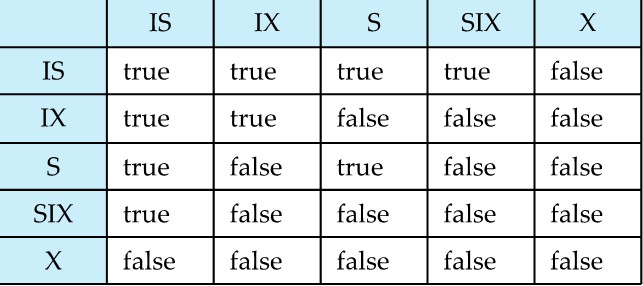 IS IX S SIX X
IS true true true true false
IX true true false false false
S true false true false false
SIX true false false false false
X false false false false false